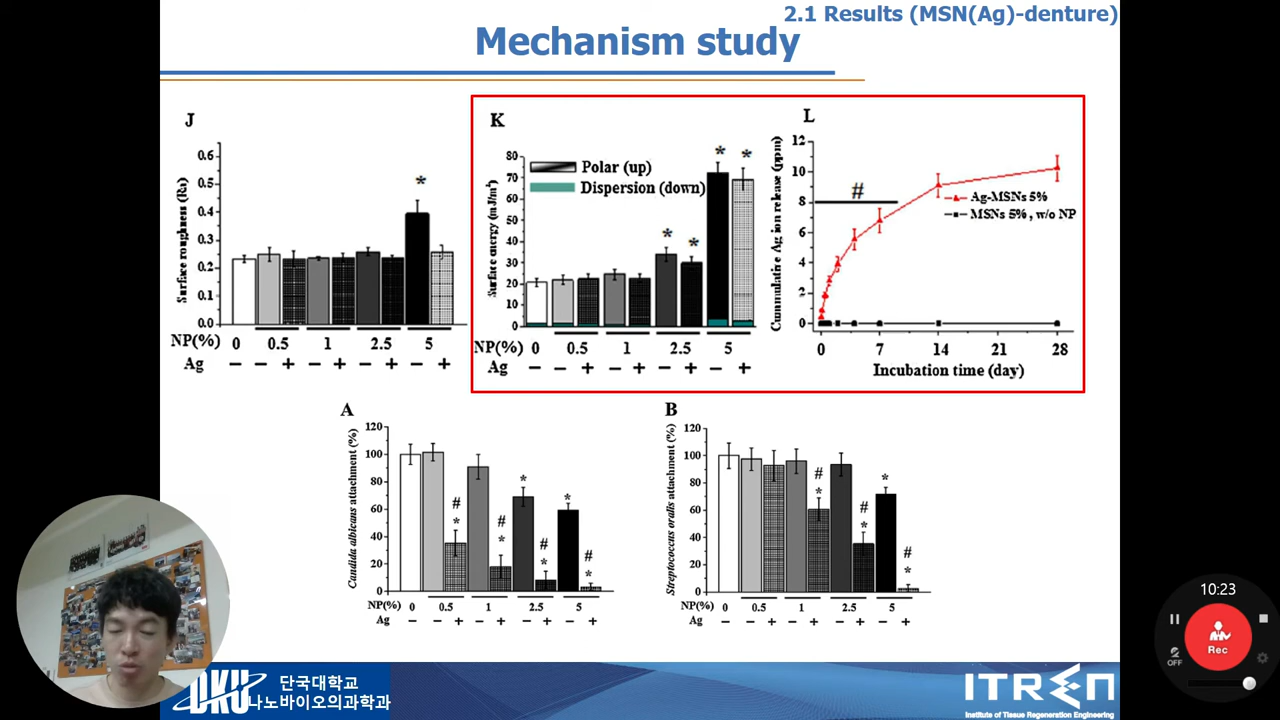 2.1 Results (MSN(Ag)-denture)
Mechanism study
J
Surface roughness (Ra)
0.6
0.5
0.4
0.3
0.2
0.1
0.0
*
NP(%) 0 0.5 1 2.5 5
Ag − − + − + − + − +
K
Surface energy (mJ/m²)
80
70
60
50
40
30
20
10
0
Polar (up)
Dispersion (down)
* * * *
NP(%) 0 0.5 1 2.5 5
Ag − − + − + − + − +
L
Cummulative Ag ion release (ppm)
12
10
8
6
4
2
0
#
Ag-MSNs 5%
MSNs 5%, w/o NP
0 7 14 21 28
Incubation time (day)
A
Candida albicans attachment (%)
120
100
80
60
40
20
0
# # * # * #
* * * *
NP(%) 0 0.5 1 2.5 5
Ag − − + − + − + − +
B
Streptococcus oralis attachment (%)
120
100
80
60
40
20
0
# # * #
* * *
NP(%) 0 0.5 1 2.5 5
Ag − − + − + − + − +
DKU 단국대학교
나노바이오의과학과
ITREN
Institute of Tissue Regeneration Engineering
10:23
Rec
OFF